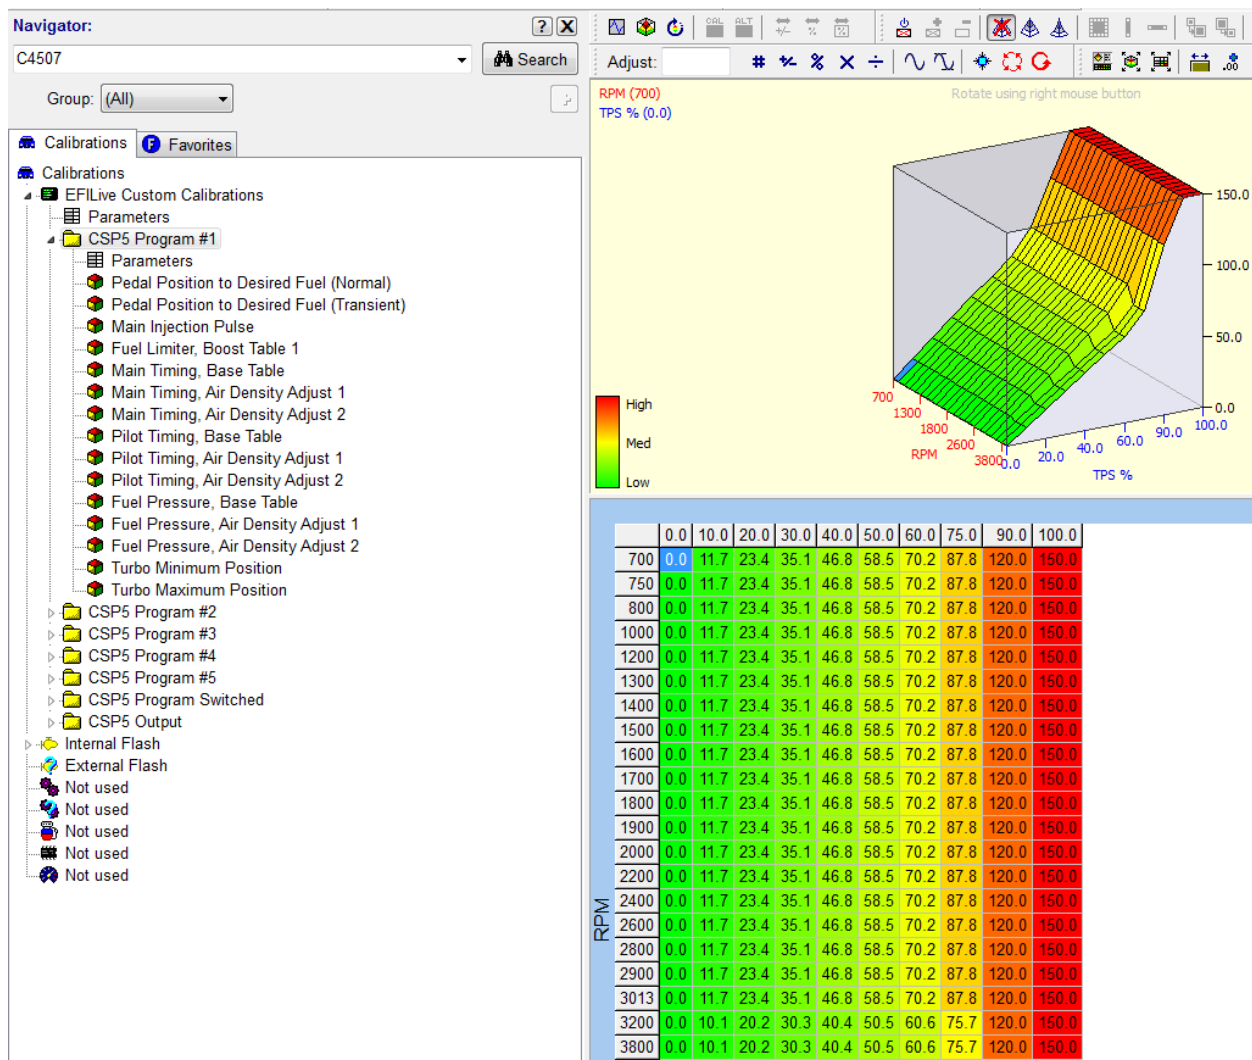 Navigator:
? X
C4507
Search
Group: (All)
Calibrations
F Favorites
Calibrations
EFILive Custom Calibrations
Parameters
CSP5 Program #1
Parameters
Pedal Position to Desired Fuel (Normal)
Pedal Position to Desired Fuel (Transient)
Main Injection Pulse
Fuel Limiter, Boost Table 1
Main Timing, Base Table
Main Timing, Air Density Adjust 1
Main Timing, Air Density Adjust 2
Pilot Timing, Base Table
Pilot Timing, Air Density Adjust 1
Pilot Timing, Air Density Adjust 2
Fuel Pressure, Base Table
Fuel Pressure, Air Density Adjust 1
Fuel Pressure, Air Density Adjust 2
Turbo Minimum Position
Turbo Maximum Position
CSP5 Program #2
CSP5 Program #3
CSP5 Program #4
CSP5 Program #5
CSP5 Program Switched
CSP5 Output
Internal Flash
External Flash
Not used
Not used
Not used
Not used
Not used
CAL ALT
Adjust: # +- % × ÷ .00
RPM (700)
TPS % (0.0)
Rotate using right mouse button
150.0
100.0
50.0
0.0
700 1300 1800 2600 3800
RPM
0.0 20.0 40.0 60.0 90.0 100.0
TPS %
High
Med
Low
0.0 10.0 20.0 30.0 40.0 50.0 60.0 75.0 90.0 100.0
700 0.0 11.7 23.4 35.1 46.8 58.5 70.2 87.8 120.0 150.0
750 0.0 11.7 23.4 35.1 46.8 58.5 70.2 87.8 120.0 150.0
800 0.0 11.7 23.4 35.1 46.8 58.5 70.2 87.8 120.0 150.0
1000 0.0 11.7 23.4 35.1 46.8 58.5 70.2 87.8 120.0 150.0
1200 0.0 11.7 23.4 35.1 46.8 58.5 70.2 87.8 120.0 150.0
1300 0.0 11.7 23.4 35.1 46.8 58.5 70.2 87.8 120.0 150.0
1400 0.0 11.7 23.4 35.1 46.8 58.5 70.2 87.8 120.0 150.0
1500 0.0 11.7 23.4 35.1 46.8 58.5 70.2 87.8 120.0 150.0
1600 0.0 11.7 23.4 35.1 46.8 58.5 70.2 87.8 120.0 150.0
1700 0.0 11.7 23.4 35.1 46.8 58.5 70.2 87.8 120.0 150.0
1800 0.0 11.7 23.4 35.1 46.8 58.5 70.2 87.8 120.0 150.0
1900 0.0 11.7 23.4 35.1 46.8 58.5 70.2 87.8 120.0 150.0
2000 0.0 11.7 23.4 35.1 46.8 58.5 70.2 87.8 120.0 150.0
2200 0.0 11.7 23.4 35.1 46.8 58.5 70.2 87.8 120.0 150.0
2400 0.0 11.7 23.4 35.1 46.8 58.5 70.2 87.8 120.0 150.0
2600 0.0 11.7 23.4 35.1 46.8 58.5 70.2 87.8 120.0 150.0
2800 0.0 11.7 23.4 35.1 46.8 58.5 70.2 87.8 120.0 150.0
2900 0.0 11.7 23.4 35.1 46.8 58.5 70.2 87.8 120.0 150.0
3013 0.0 11.7 23.4 35.1 46.8 58.5 70.2 87.8 120.0 150.0
3200 0.0 10.1 20.2 30.3 40.4 50.5 60.6 75.7 120.0 150.0
3800 0.0 10.1 20.2 30.3 40.4 50.5 60.6 75.7 120.0 150.0
RPM